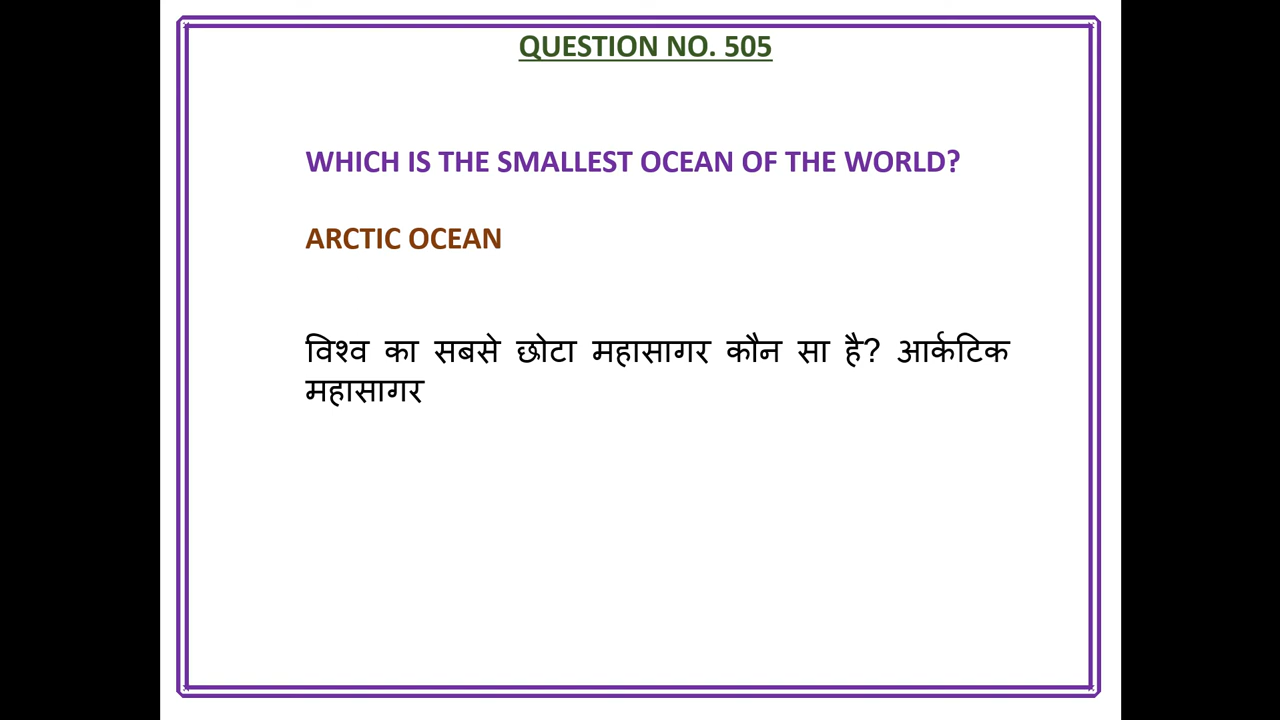 QUESTION NO. 505
WHICH IS THE SMALLEST OCEAN OF THE WORLD?
ARCTIC OCEAN
विश्व का सबसे छोटा महासागर कौन सा है? आर्कटिक
महासागर